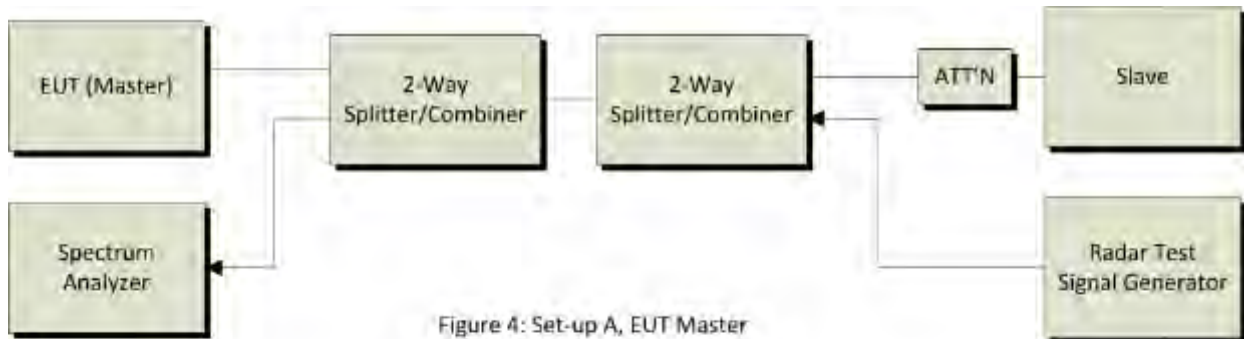 EUT (Master)
2-Way
Splitter/Combiner
2-Way
Splitter/Combiner
ATT'N
Slave
Spectrum
Analyzer
Radar Test
Signal Generator
Figure 4: Set-up A, EUT Master